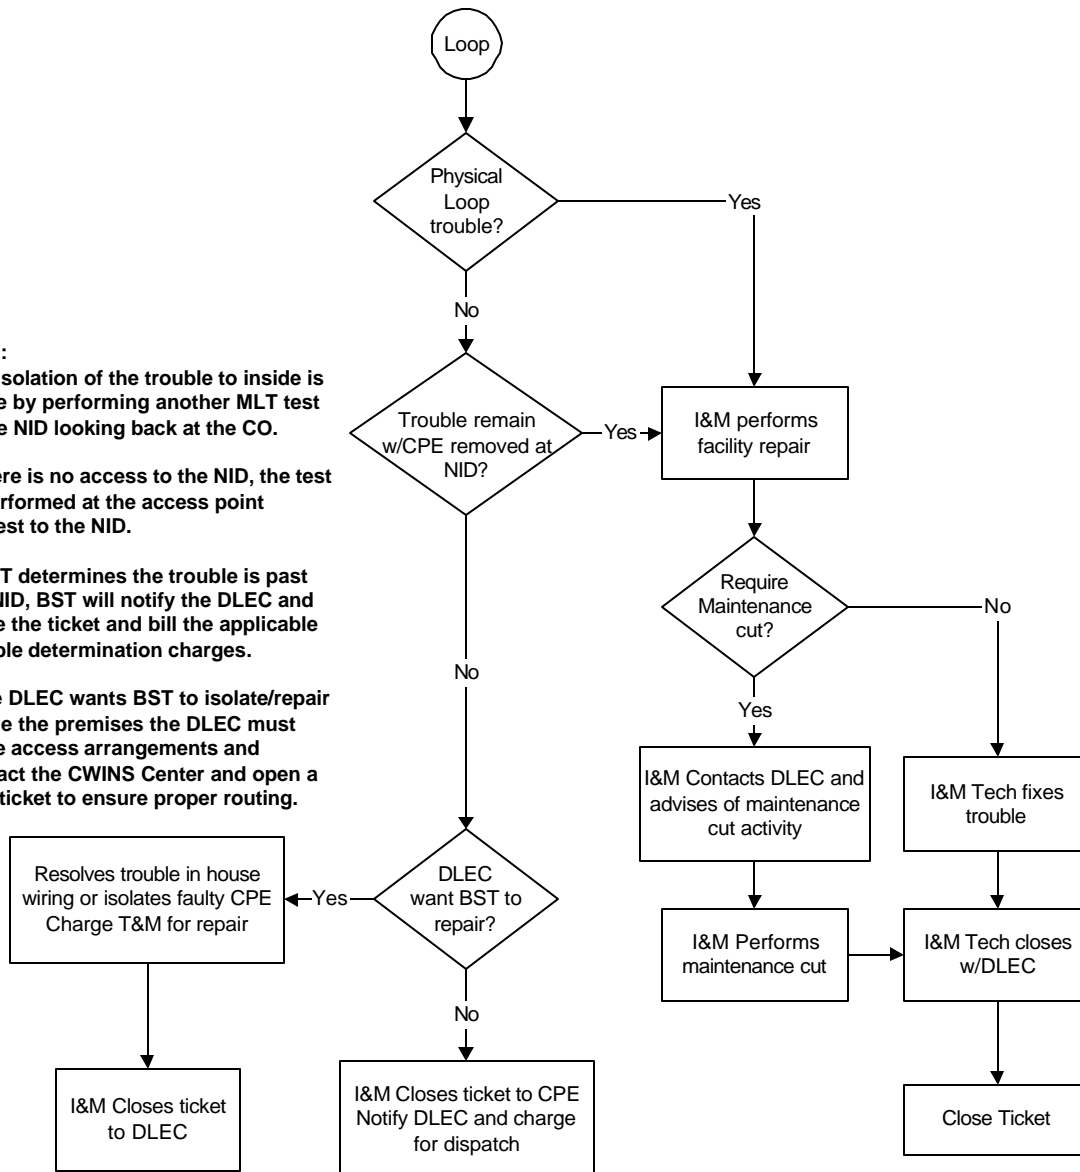 Loop
Physical
Loop
trouble?
Yes
No
:
solation of the trouble to inside is
e by performing another MLT test
e NID looking back at the CO.
ere is no access to the NID, the test
rformed at the access point
est to the NID.
T determines the trouble is past
NID, BST will notify the DLEC and
e the ticket and bill the applicable
ble determination charges.
e DLEC wants BST to isolate/repair
e the premises the DLEC must
e access arrangements and
act the CWINS Center and open a
ticket to ensure proper routing.
Trouble remain
w/CPE removed at
NID?
Yes
I&M performs
facility repair
Require
Maintenance
cut?
No
Yes
No
I&M Contacts DLEC and
advises of maintenance
cut activity
I&M Tech fixes
trouble
Resolves trouble in house
wiring or isolates faulty CPE
Charge T&M for repair
Yes
DLEC
want BST to
repair?
I&M Performs
maintenance cut
I&M Tech closes
w/DLEC
No
I&M Closes ticket
to DLEC
I&M Closes ticket to CPE
Notify DLEC and charge
for dispatch
Close Ticket